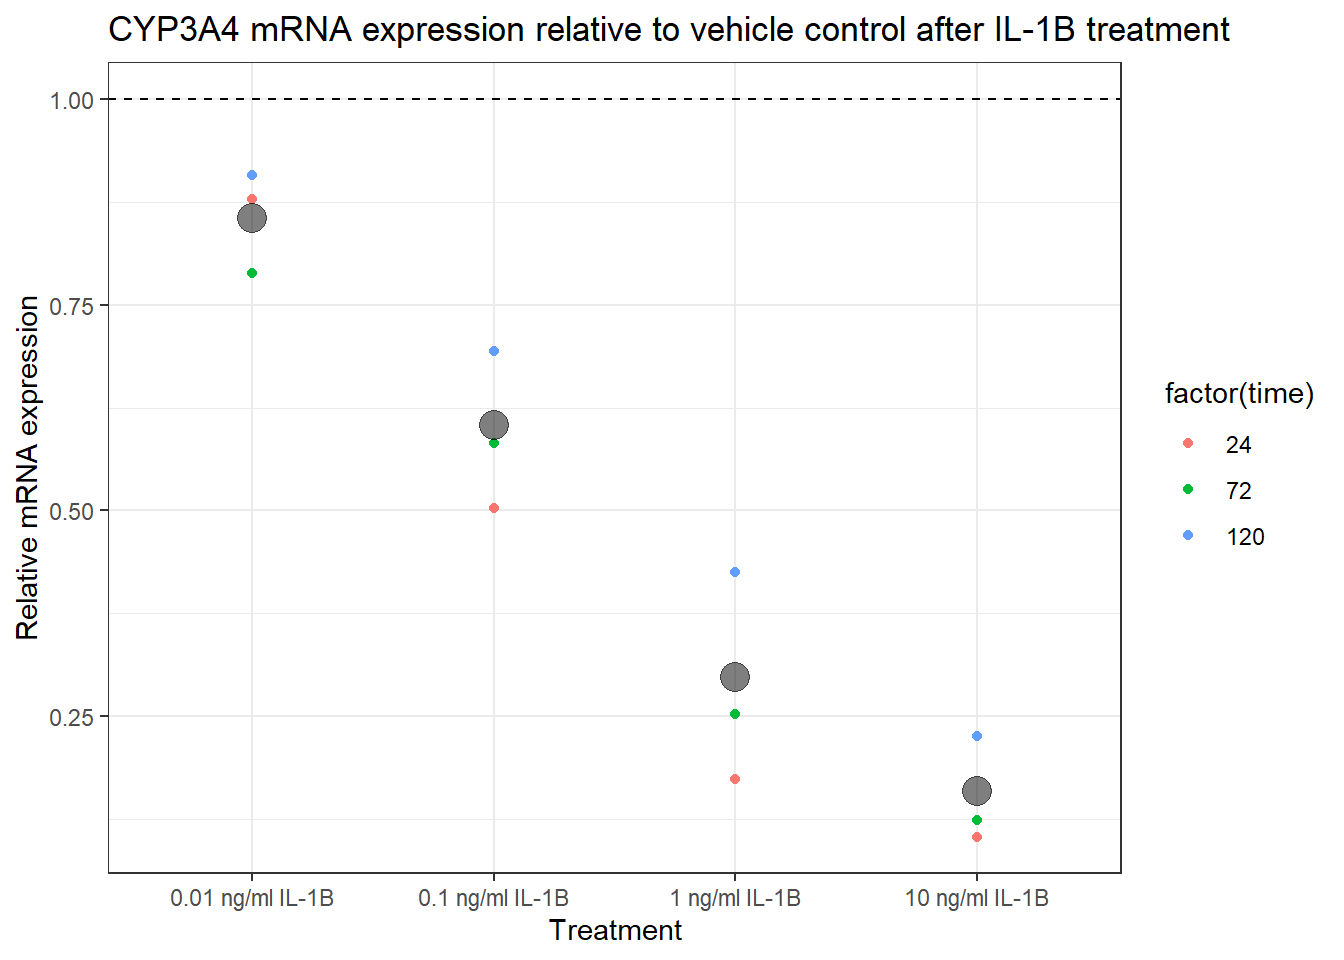 CYP3A4 mRNA expression relative to vehicle control after IL-1B treatment
Relative mRNA expression
1.00
0.75
0.50
0.25
0.01 ng/ml IL-1B
0.1 ng/ml IL-1B
1 ng/ml IL-1B
10 ng/ml IL-1B
Treatment
factor(time)
24
72
120